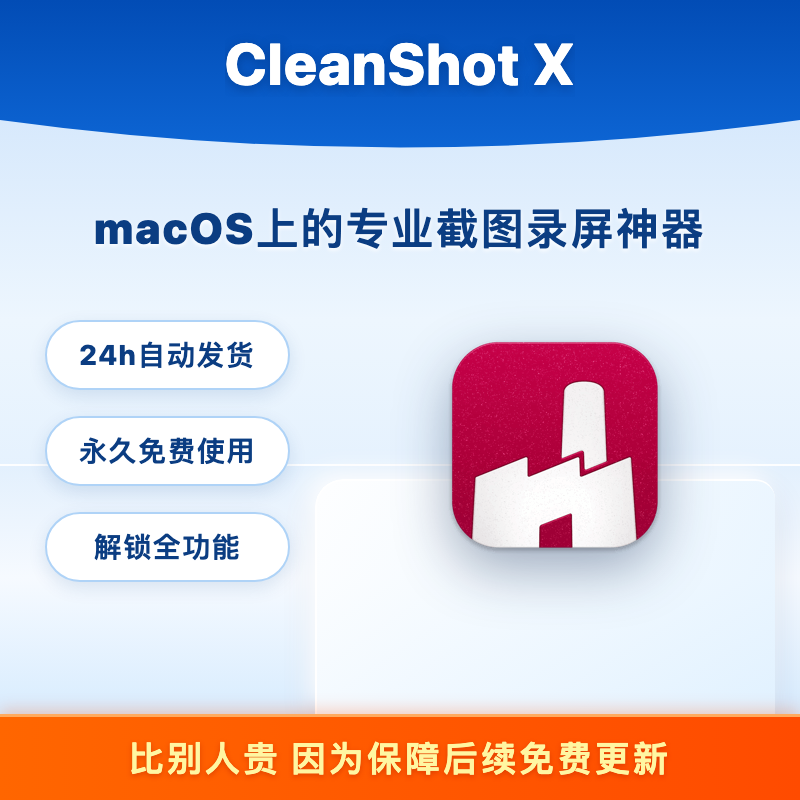 CleanShot X
macOS上的专业截图录屏神器
24h自动发货
永久免费使用
解锁全功能
比别人贵 因为保障后续免费更新